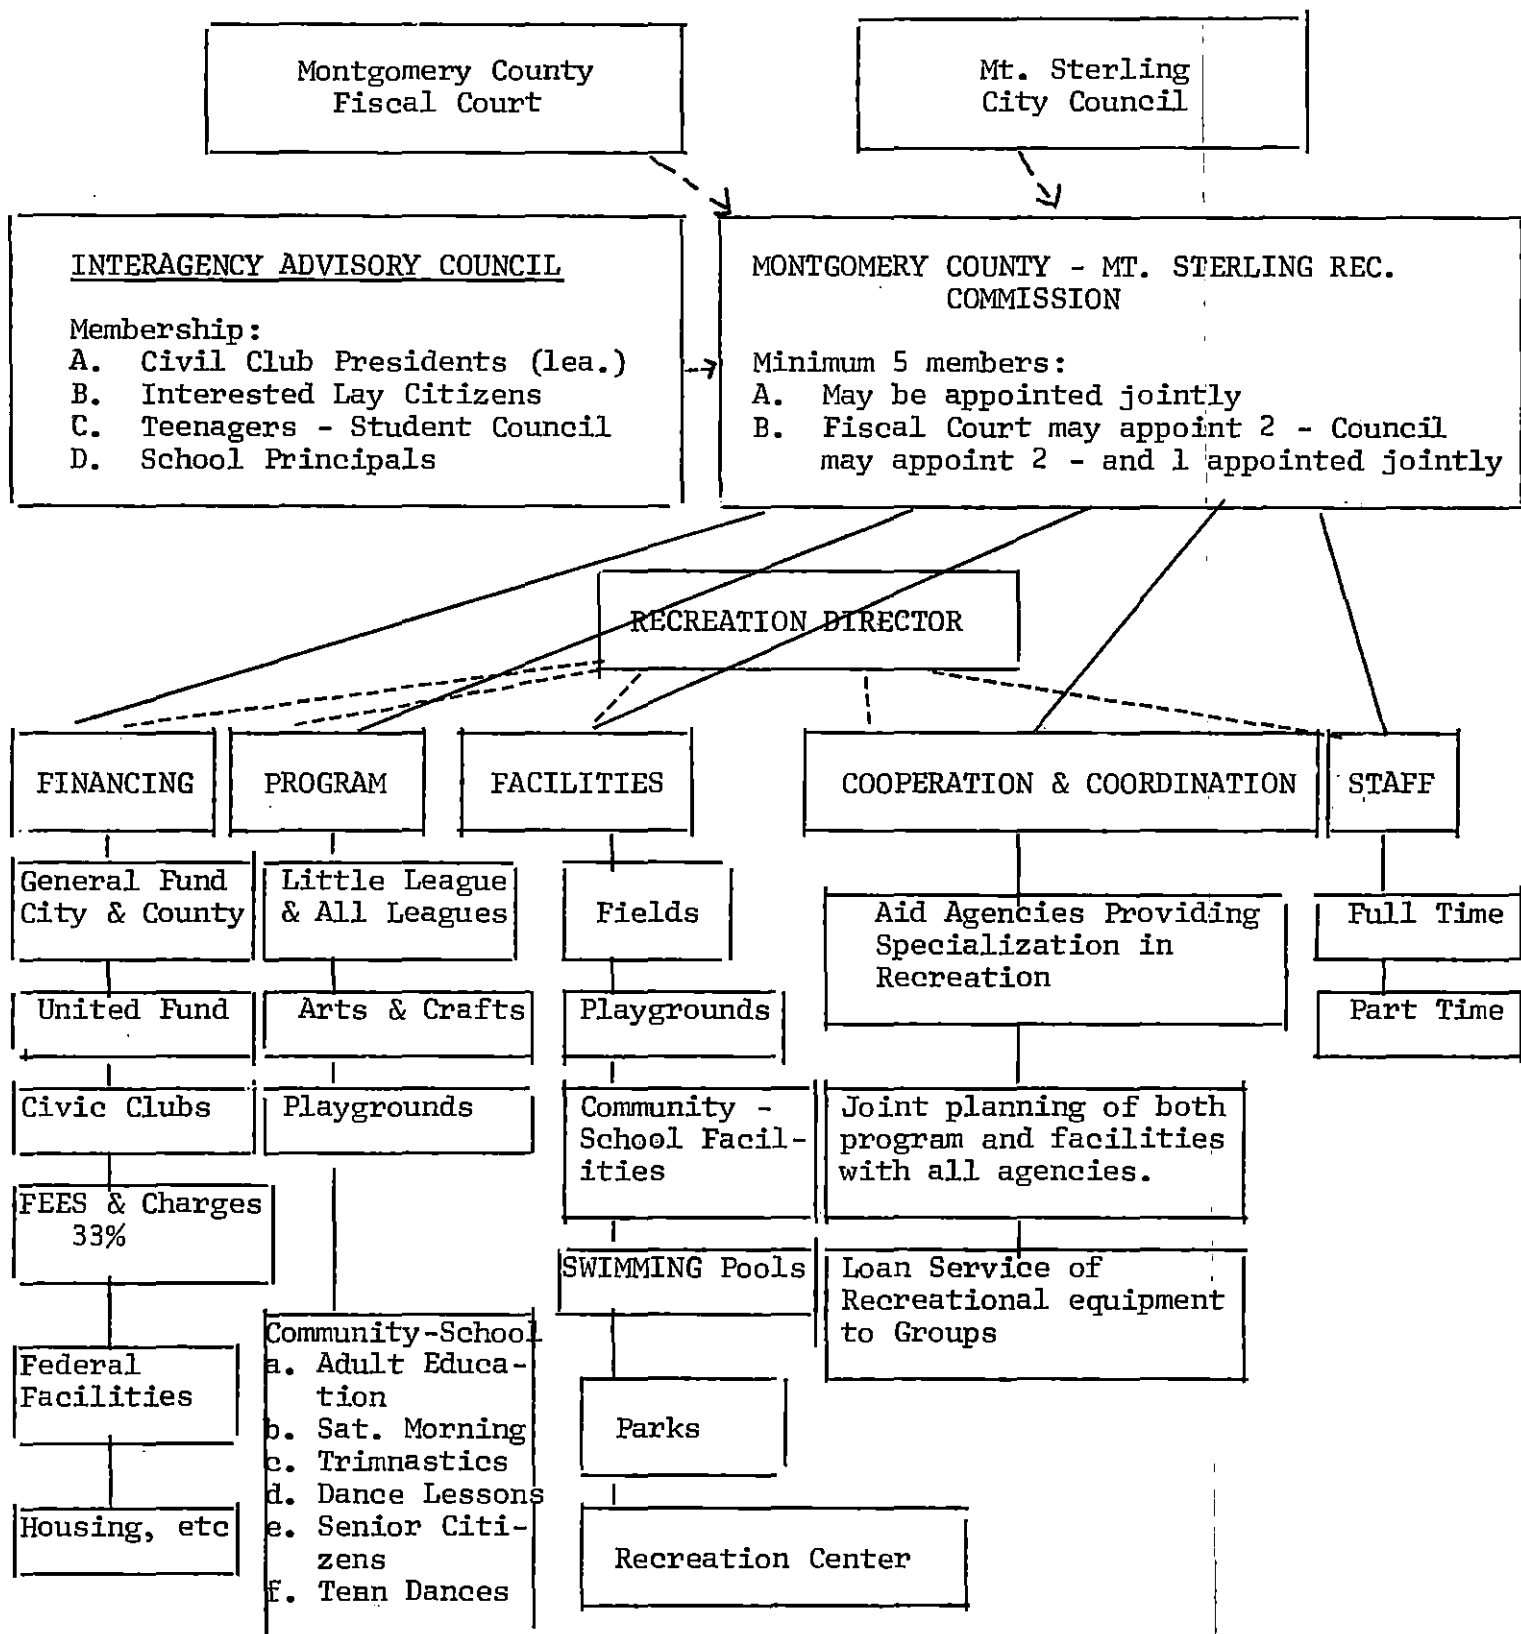 Montgomery County
Fiscal Court
Mt. Sterling
City Council
INTERAGENCY ADVISORY COUNCIL
Membership:
A. Civil Club Presidents (lea.)
B. Interested Lay Citizens
C. Teenagers - Student Council
D. School Principals
MONTGOMERY COUNTY - MT. STERLING REC.
COMMISSION
Minimum 5 members:
A. May be appointed jointly
B. Fiscal Court may appoint 2 - Council
may appoint 2 - and 1 appointed jointly
RECREATION DIRECTOR
FINANCING
General Fund
City & County
United Fund
Civic Clubs
FEES & Charges
33%
Federal
Facilities
Housing, etc
PROGRAM
Little League
& All Leagues
Arts & Crafts
Playgrounds
Community-School
a. Adult Educa-
tion
b. Sat. Morning
c. Trimnastics
d. Dance Lessons
e. Senior Citi-
zens
f. Tean Dances
FACILITIES
Fields
Playgrounds
Community -
School Facil-
ities
SWIMMING Pools
Parks
Recreation Center
COOPERATION & COORDINATION
Aid Agencies Providing
Specialization in
Recreation
Joint planning of both
program and facilities
with all agencies.
Loan Service of
Recreational equipment
to Groups
STAFF
Full Time
Part Time